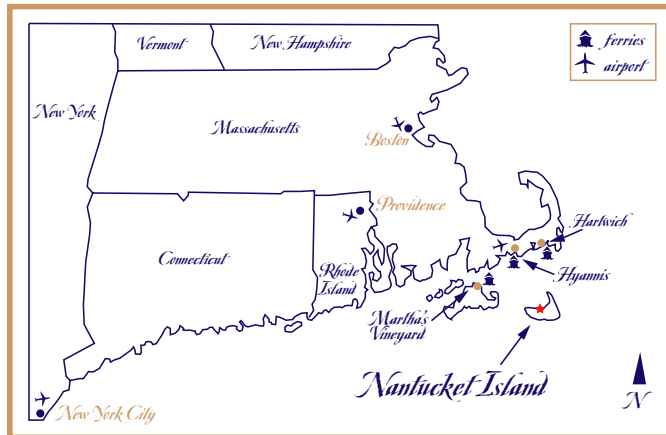 Vermont
New Hampshire
ferries
airport
New York
Massachusetts
Boston
Providence
Hartwich
Connecticut
Rhode
Island
Hyannis
Martha's
Vineyard
Nantucket Island
New York City
N